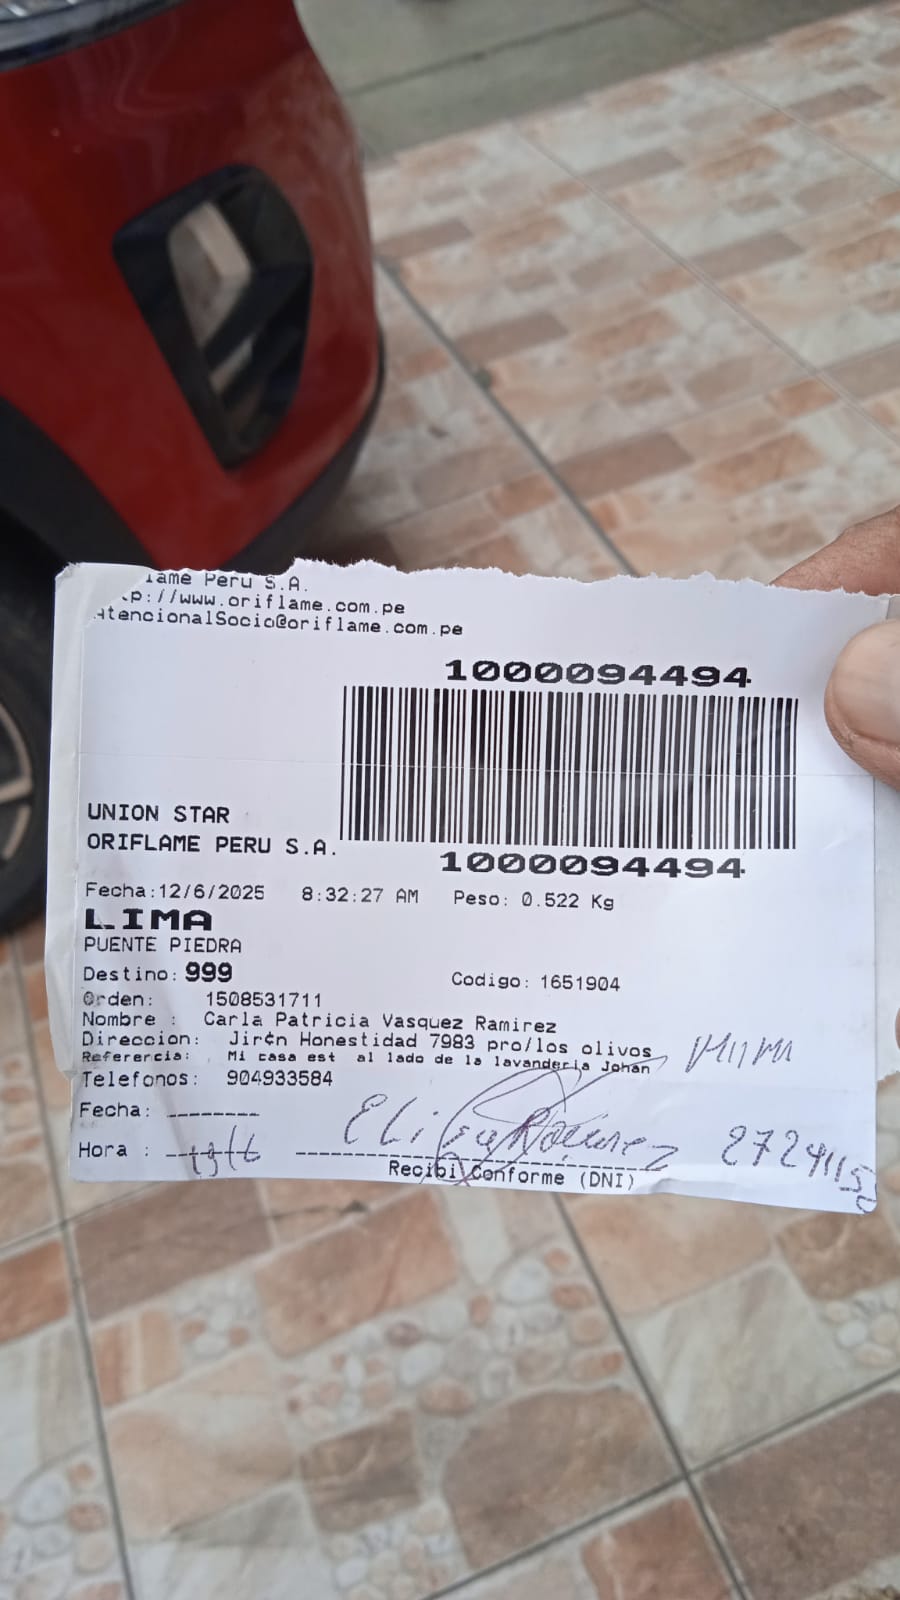 lame Peru S.A.
p://www.oriflame.com.pe
AtencionalSocio@oriflame.com.pe
1000094494
UNION STAR
ORIFLAME PERU S.A.
1000094494
Fecha:12/6/2025 8:32:27 AM Peso: 0.522 Kg
LIMA
PUENTE PIEDRA
Destino: 999 Codigo: 1651904
Orden: 1508531711
Nombre : Carla Patricia Vasquez Ramirez
Direccion: Jir¢n Honestidad 7983 pro/los olivos
Referercia: Mi casa est al lado de la lavanderia Johan
Telefonos: 904933584
Fecha: ________
Hora :
Recibi Conforme (DNI)